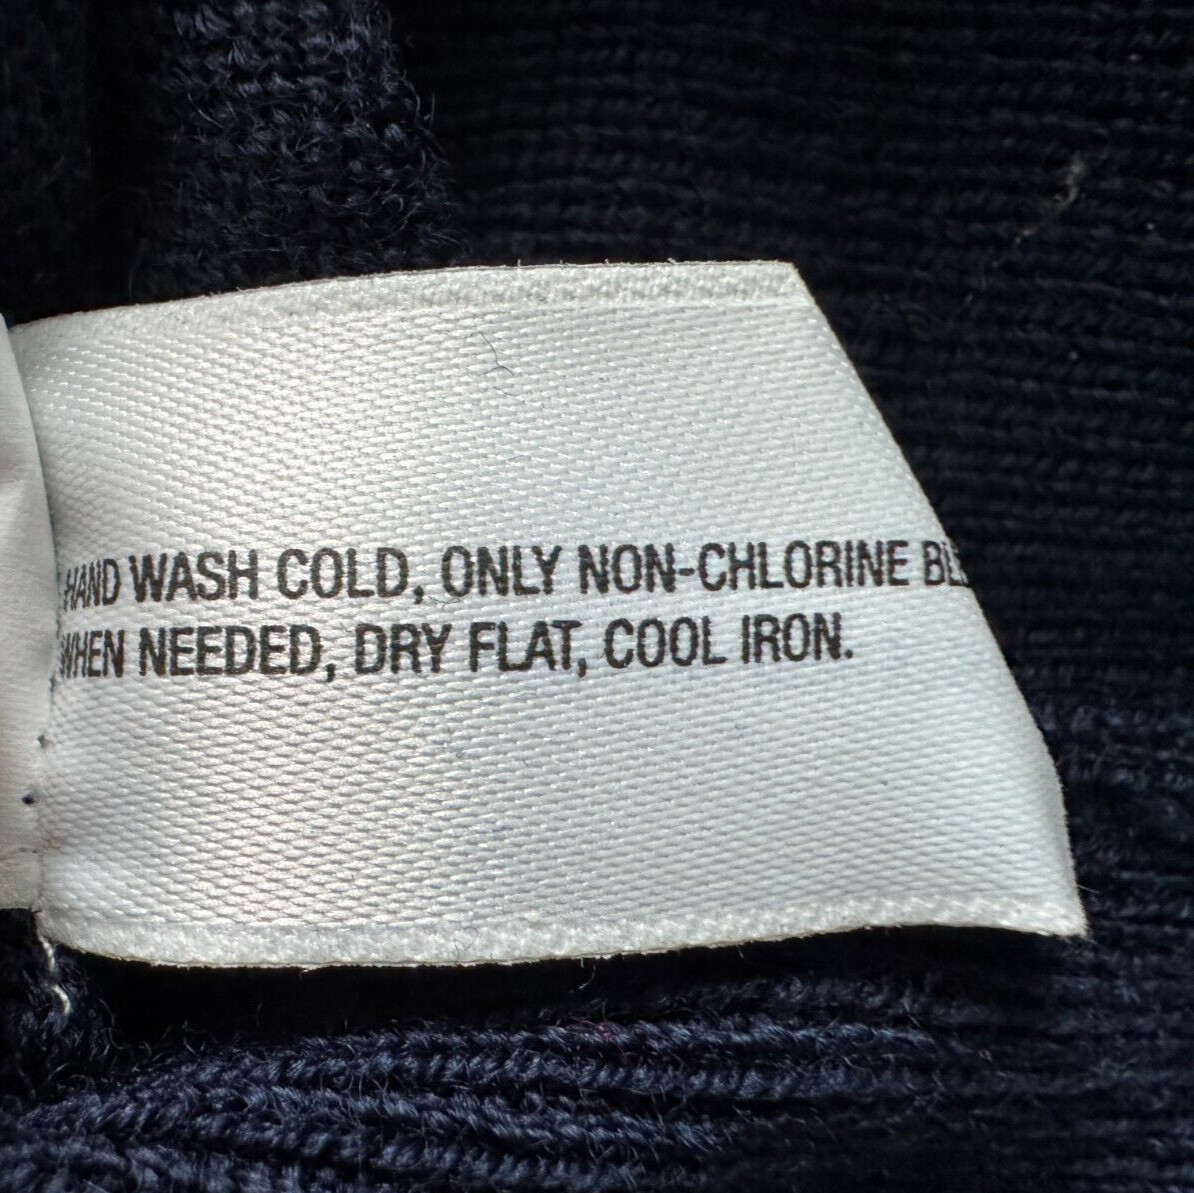 HAND WASH COLD, ONLY NON-CHLORINE
WHEN NEEDED, DRY FLAT, COOL IRON.